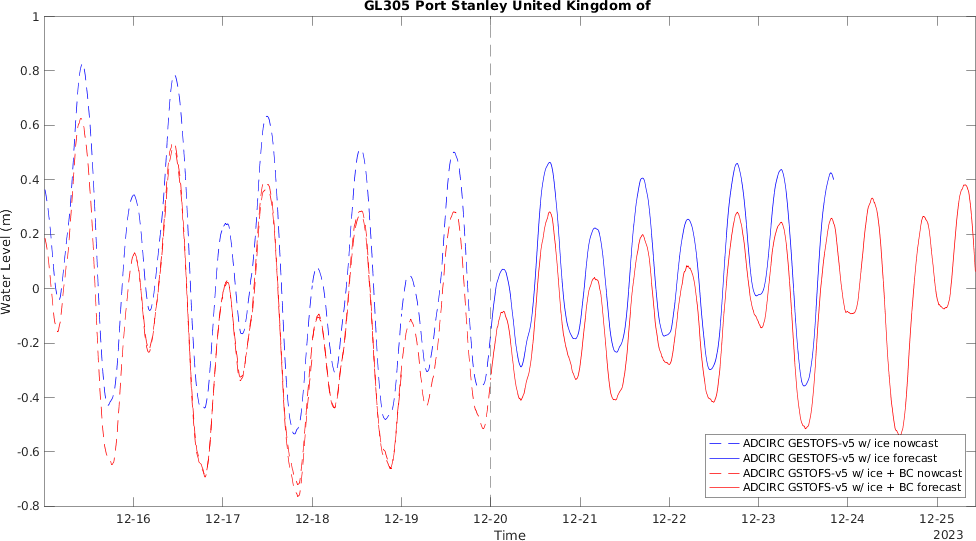 GL305 Port Stanley United Kingdom of
Water Level (m)
1
0.8
0.6
0.4
0.2
0
-0.2
-0.4
-0.6
-0.8
ADCIRC GESTOFS-v5 w/ ice nowcast
ADCIRC GESTOFS-v5 w/ ice forecast
ADCIRC GSTOFS-v5 w/ ice + BC nowcast
ADCIRC GSTOFS-v5 w/ ice + BC forecast
12-16 12-17 12-18 12-19 12-20 12-21 12-22 12-23 12-24 12-25
Time
2023